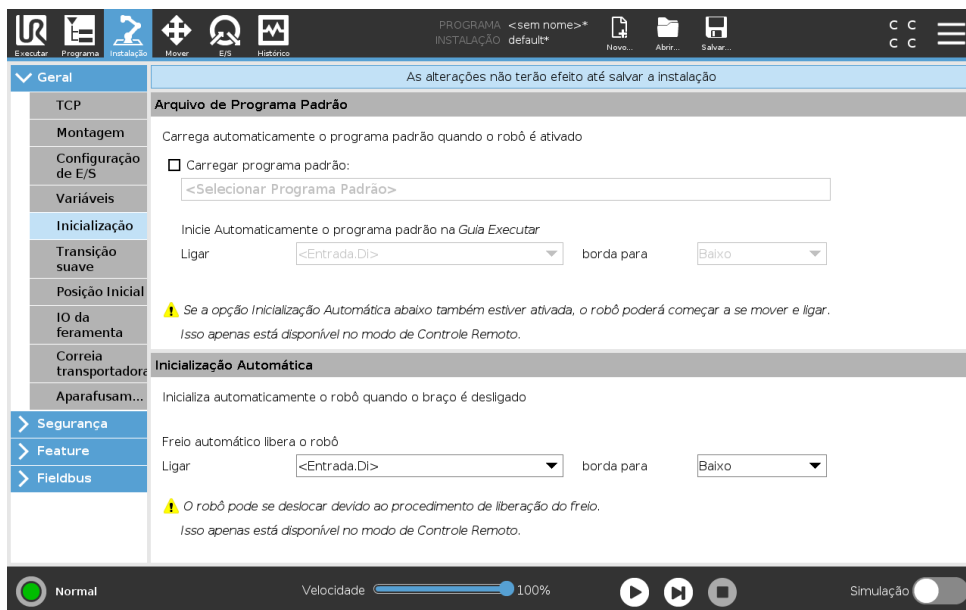 PROGRAMA <sem nome>*
INSTALAÇÃO default*
Executar Programa Instalação Mover E/S Histórico Novo... Abrir... Salvar...
C C
C C
Geral
TCP
Montagem
Configuração
de E/S
Variáveis
Inicialização
Transição
suave
Posição Inicial
IO da
feramenta
Correia
transportadora
Aparafusam...
Segurança
Feature
Fieldbus
As alterações não terão efeito até salvar a instalação
Arquivo de Programa Padrão
Carrega automaticamente o programa padrão quando o robô é ativado
Carregar programa padrão:
<Selecionar Programa Padrão>
Inicie Automaticamente o programa padrão na Guia Executar
Ligar <Entrada.Di> borda para Baixo
Se a opção Inicialização Automática abaixo também estiver ativada, o robô poderá começar a se mover e ligar.
Isso apenas está disponível no modo de Controle Remoto.
Inicialização Automática
Inicializa automaticamente o robô quando o braço é desligado
Freio automático libera o robô
Ligar <Entrada.Di> borda para Baixo
O robô pode se deslocar devido ao procedimento de liberação do freio.
Isso apenas está disponível no modo de Controle Remoto.
Normal Velocidade 100% Simulação